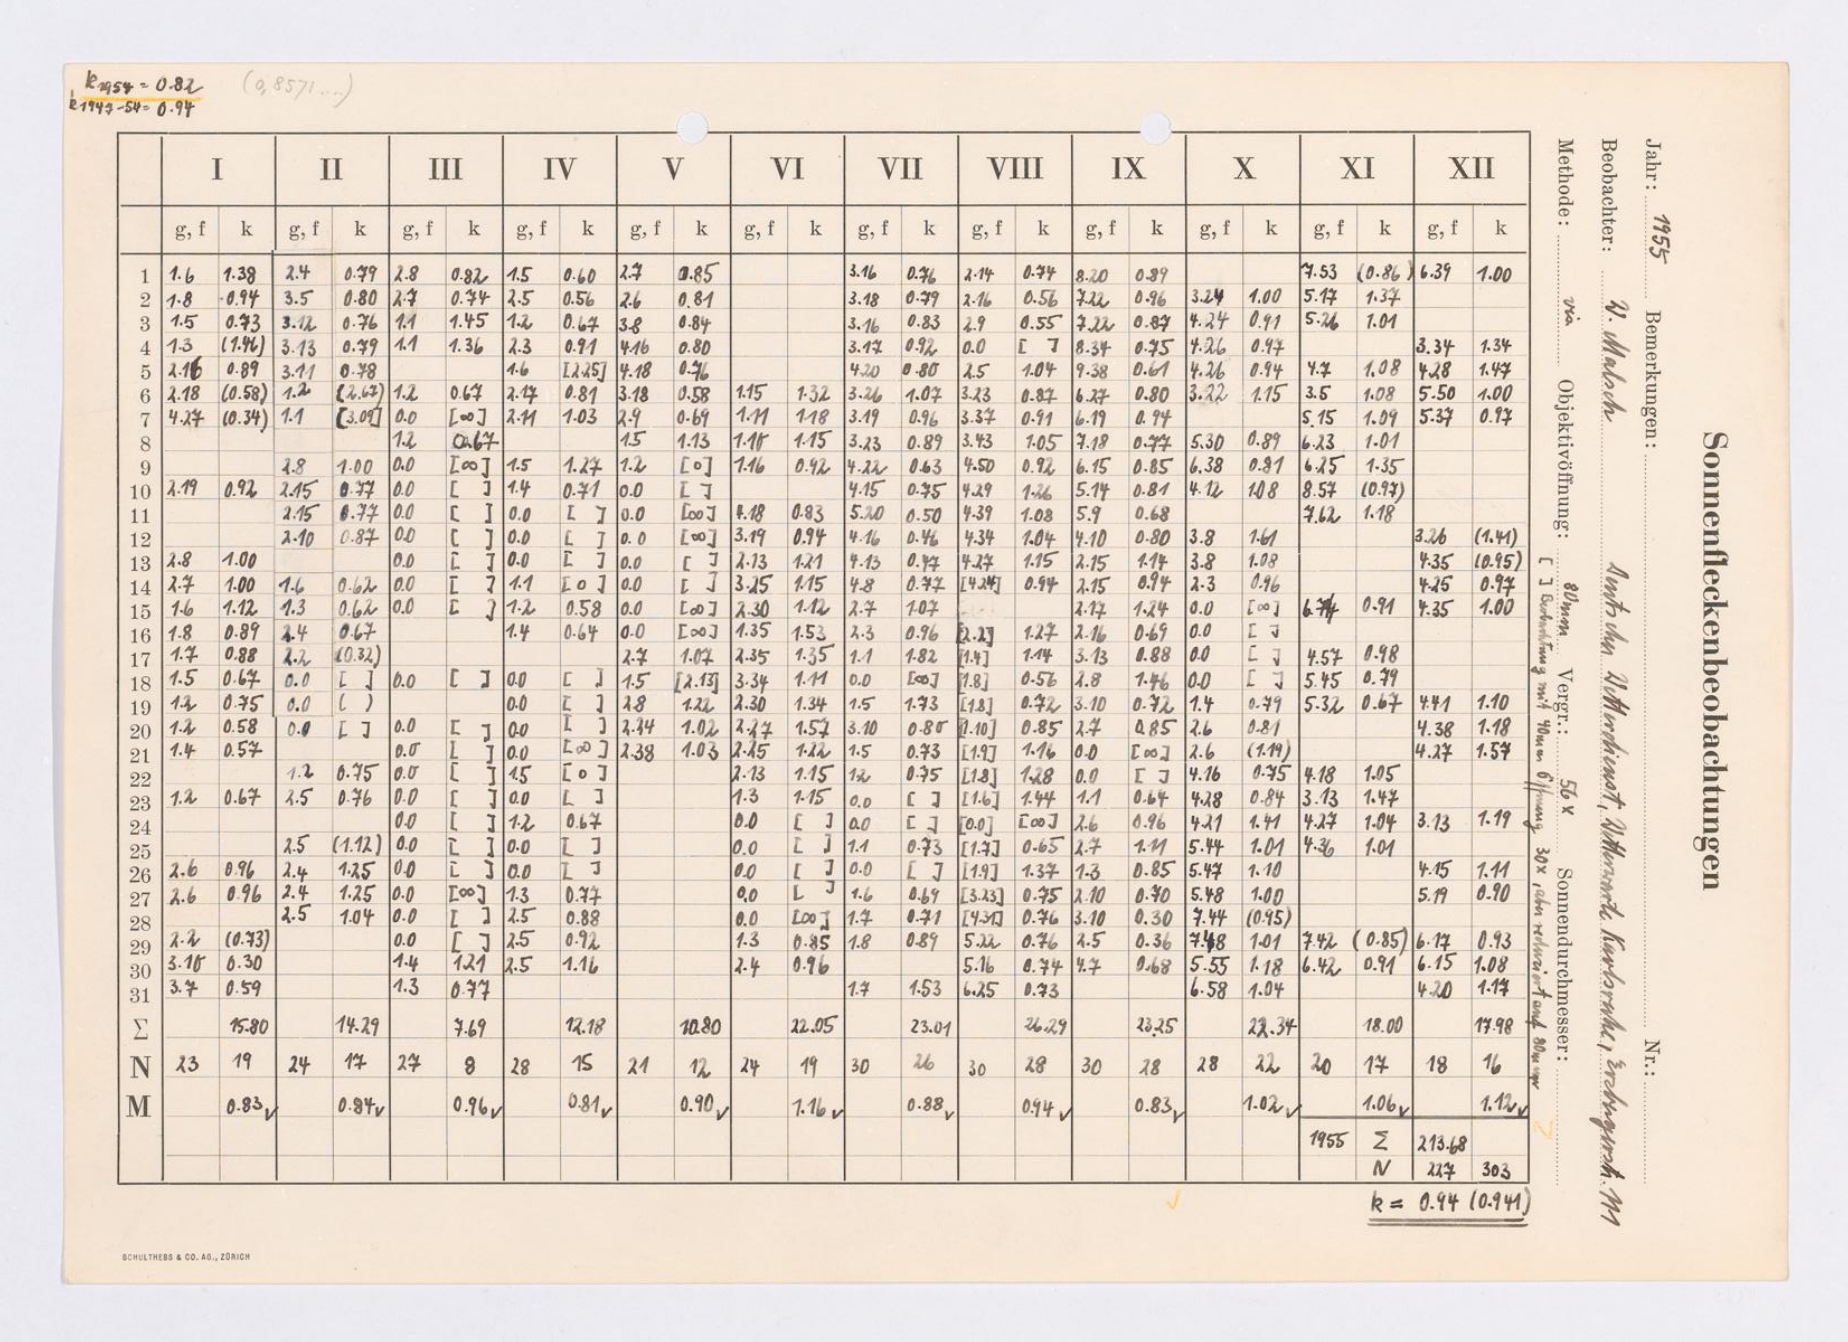 k1954 = 0.82 (0,8571....)
k1947-54 = 0.94
Sonnenfleckenbeobachtungen
Jahr: 1955 Bemerkungen: Nr.:
Beobachter: W. Malsch Deutscher Wetterdienst, Wetterwarte Karlsruhe,
Methode: vis Objektivöffnung: 80mm Vergr.: 56x Sonnendurchmesser:
[ ] Beobachtung mit 40mm Öffnung 30x, aber reduziert auf 80mm
I II III IV V VI VII VIII IX X XI XII
g, f k g, f k g, f k g, f k g, f k g, f k g, f k g, f k g, f k g, f k g, f k g, f k
1 1.6 1.38 2.4 0.79 2.8 0.82 1.5 0.60 2.7 0.85 3.16 0.76 2.14 0.74 8.20 0.89 7.53 (0.86) 6.39 1.00
2 1.8 0.94 3.5 0.80 2.7 0.74 2.5 0.56 2.6 0.81 3.18 0.79 2.16 0.56 7.22 0.96 3.24 1.00 5.17 1.37
3 1.5 0.73 3.12 0.76 1.1 1.45 1.2 0.67 3.8 0.84 3.16 0.83 2.9 0.55 7.22 0.87 4.24 0.91 5.26 1.01
4 1.3 (1.46) 3.13 0.79 1.1 1.36 2.3 0.91 4.16 0.80 3.17 0.92 0.0 [ ] 8.34 0.75 4.26 0.97 3.34 1.34
5 2.16 0.89 3.11 0.78 1.6 [2.25] 4.18 0.76 4.20 0.80 2.5 1.04 9.38 0.61 4.26 0.94 4.7 1.08 4.28 1.47
6 2.18 (0.58) 1.2 (2.67) 1.2 0.67 2.17 0.81 3.18 0.58 1.15 1.32 3.26 1.07 3.23 0.87 6.27 0.80 3.22 1.15 3.5 1.08 5.50 1.00
7 4.27 (0.34) 1.1 [3.09] 0.0 [∞] 2.11 1.03 2.9 0.69 1.11 1.18 3.19 0.96 3.37 0.91 6.19 0.94 5.15 1.09 5.37 0.97
8 1.2 0.67 1.5 1.13 1.10 1.15 3.23 0.89 3.43 1.05 7.18 0.77 5.30 0.89 6.23 1.01
9 2.8 1.00 0.0 [∞] 1.5 1.27 1.2 [0] 1.16 0.92 4.22 0.63 4.50 0.92 6.15 0.85 6.38 0.81 6.25 1.35
10 2.19 0.92 2.15 0.77 0.0 [ ] 1.4 0.71 0.0 [ ] 4.15 0.75 4.29 1.26 5.14 0.81 4.12 1.08 8.57 (0.97)
11 2.15 0.77 0.0 [ ] 0.0 [ ] 0.0 [∞] 4.18 0.83 5.20 0.50 4.39 1.08 5.9 0.68 7.62 1.18
12 2.10 0.87 0.0 [ ] 0.0 [ ] 0.0 [∞] 3.19 0.94 4.16 0.46 4.34 1.04 4.10 0.80 3.8 1.61 3.26 (1.41)
13 2.8 1.00 0.0 [ ] 0.0 [ ] 0.0 [ ] 2.13 1.21 4.13 0.47 4.27 1.15 2.15 1.14 3.8 1.08 4.35 (0.95)
14 2.7 1.00 1.6 0.62 0.0 [ ] 1.1 [0] 0.0 [ ] 3.25 1.15 4.8 0.77 [4.24] 0.94 2.15 0.94 2.3 0.96 4.25 0.97
15 1.6 1.12 1.3 0.62 0.0 [ ] 1.2 0.58 0.0 [∞] 2.30 1.12 2.7 1.07 2.17 1.24 0.0 [∞] 6.74 0.91 4.35 1.00
16 1.8 0.89 2.4 0.67 1.4 0.64 0.0 [∞] 1.35 1.53 2.3 0.96 [2.2] 1.27 2.16 0.69 0.0 [ ]
17 1.7 0.88 2.2 (0.32) 2.7 1.07 2.35 1.35 1.1 1.82 [1.4] 1.14 3.13 0.88 0.0 [ ] 4.57 0.98
18 1.5 0.67 0.0 [ ] 0.0 [ ] 0.0 [ ] 1.5 [2.13] 3.34 1.11 0.0 [∞] [1.8] 0.56 2.8 1.46 0.0 [ ] 5.45 0.79
19 1.2 0.75 0.0 ( ) 0.0 [ ] 2.8 1.22 2.30 1.34 1.5 1.73 [1.8] 0.72 3.10 0.72 1.4 0.79 5.32 0.67 4.41 1.10
20 1.2 0.58 0.0 [ ] 0.0 [ ] 0.0 [ ] 2.24 1.02 2.27 1.57 3.10 0.80 [1.10] 0.85 2.7 0.85 2.6 0.81 4.38 1.18
21 1.4 0.57 0.0 [ ] 0.0 [∞] 2.38 1.03 2.25 1.22 1.5 0.73 [1.9] 1.16 0.0 [∞] 2.6 (1.19) 4.27 1.57
22 1.2 0.75 0.0 [ ] 1.5 [0] 2.13 1.15 1.2 0.75 [1.8] 1.28 0.0 [ ] 4.16 0.75 4.18 1.05
23 1.2 0.67 2.5 0.76 0.0 [ ] 0.0 [ ] 1.3 1.15 0.0 [ ] [1.6] 1.44 1.1 0.64 4.28 0.84 3.13 1.47
24 0.0 [ ] 1.2 0.67 0.0 [ ] 0.0 [ ] [0.0] [∞] 2.6 0.96 4.21 1.41 4.27 1.04 3.13 1.19
25 2.5 (1.12) 0.0 [ ] 0.0 [ ] 0.0 [ ] 1.1 0.73 [1.7] 0.65 2.7 1.11 5.44 1.01 4.36 1.01
26 2.6 0.96 2.4 1.25 0.0 [ ] 0.0 [ ] 0.0 [ ] 0.0 [ ] [1.9] 1.37 1.3 0.85 5.47 1.10 4.15 1.11
27 2.6 0.96 2.4 1.25 0.0 [∞] 1.3 0.77 0.0 [ ] 1.6 0.69 [3.23] 0.75 2.10 0.70 5.48 1.00 5.19 0.90
28 2.5 1.04 0.0 [ ] 2.5 0.88 0.0 [∞] 1.7 0.71 [4.31] 0.76 3.10 0.30 7.44 (0.95)
29 2.2 (0.73) 0.0 [ ] 2.5 0.92 1.3 0.85 1.8 0.89 5.22 0.76 2.5 0.36 7.48 1.01 7.42 (0.85) 6.17 0.93
30 3.10 0.30 1.4 1.21 2.5 1.16 2.4 0.96 5.16 0.74 4.7 0.68 5.55 1.18 6.42 0.91 6.15 1.08
31 3.7 0.59 1.3 0.77 1.7 1.53 6.25 0.73 6.58 1.04 4.20 1.17
Σ 15.80 14.29 7.69 12.18 10.80 22.05 23.01 26.29 23.25 22.34 18.00 17.98
N 23 19 24 17 27 8 28 15 21 12 24 19 30 26 30 28 30 28 28 22 20 17 18 16
M 0.83✓ 0.84✓ 0.96✓ 0.81✓ 0.90✓ 1.16✓ 0.88✓ 0.94✓ 0.83✓ 1.02✓ 1.06✓ 1.12✓
1955 Σ 213.68
N 227 303
k = 0.94 (0.941)
SCHULTHESS & CO. AG., ZÜRICH